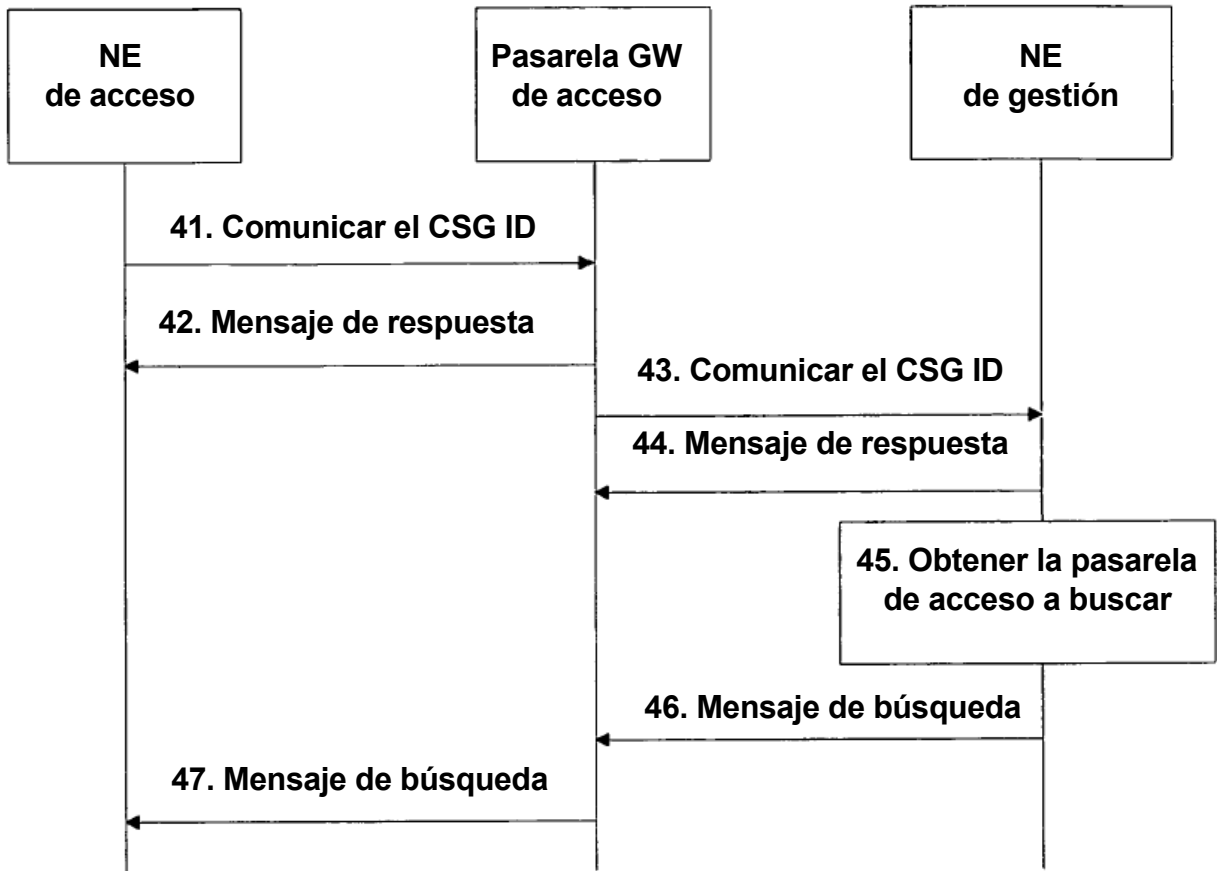 NE
de acceso
Pasarela GW
de acceso
NE
de gestión
41. Comunicar el CSG ID
42. Mensaje de respuesta
43. Comunicar el CSG ID
44. Mensaje de respuesta
45. Obtener la pasarela
de acceso a buscar
46. Mensaje de búsqueda
47. Mensaje de búsqueda